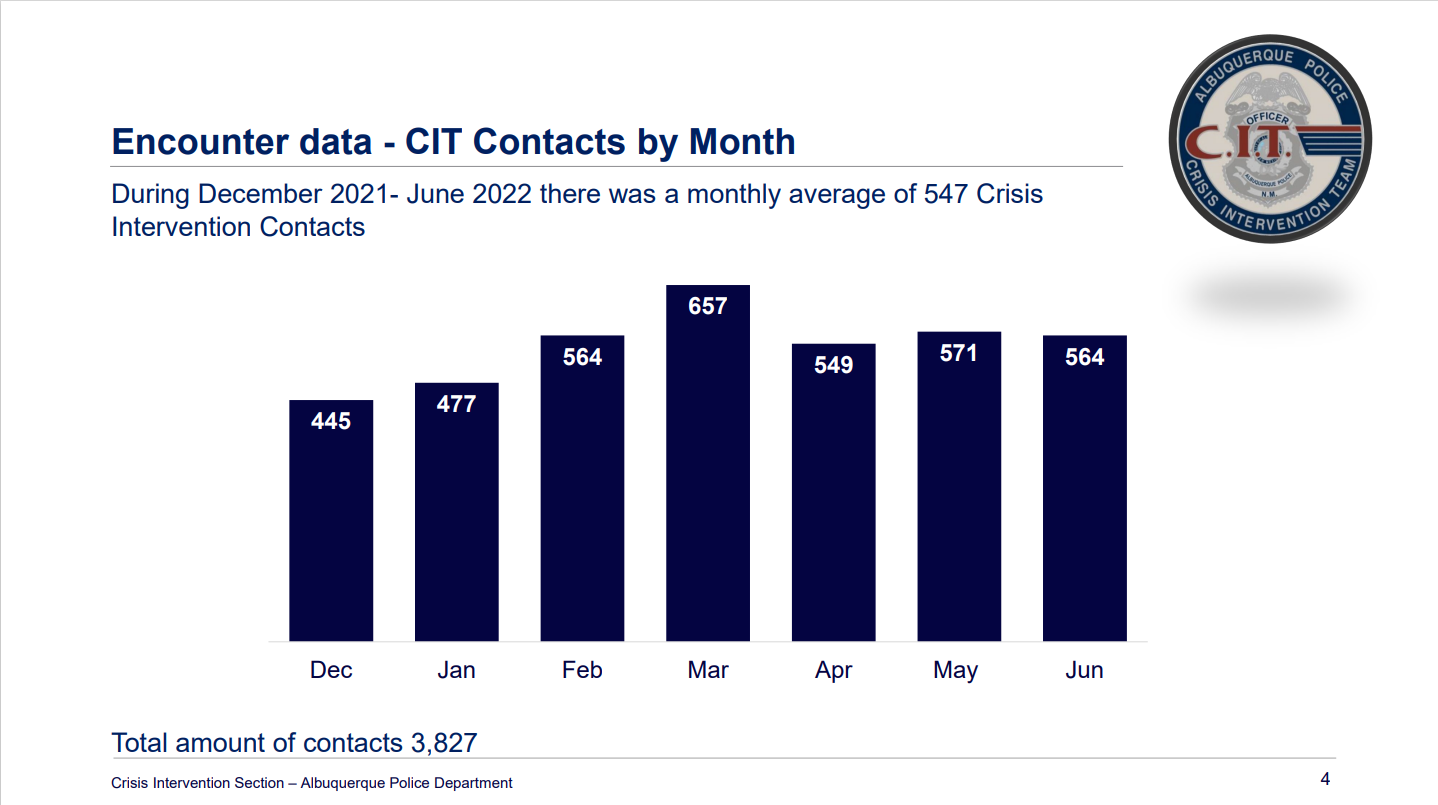 ALBUQUERQUE POLICE
OFFICER
C.I.T.
ALBUQUERQUE POLICE
N.M.
CRISIS INTERVENTION TEAM
Encounter data - CIT Contacts by Month
During December 2021- June 2022 there was a monthly average of 547 Crisis
Intervention Contacts
445
477
564
657
549
571
564
Dec
Jan
Feb
Mar
Apr
May
Jun
Total amount of contacts 3,827
Crisis Intervention Section – Albuquerque Police Department
4